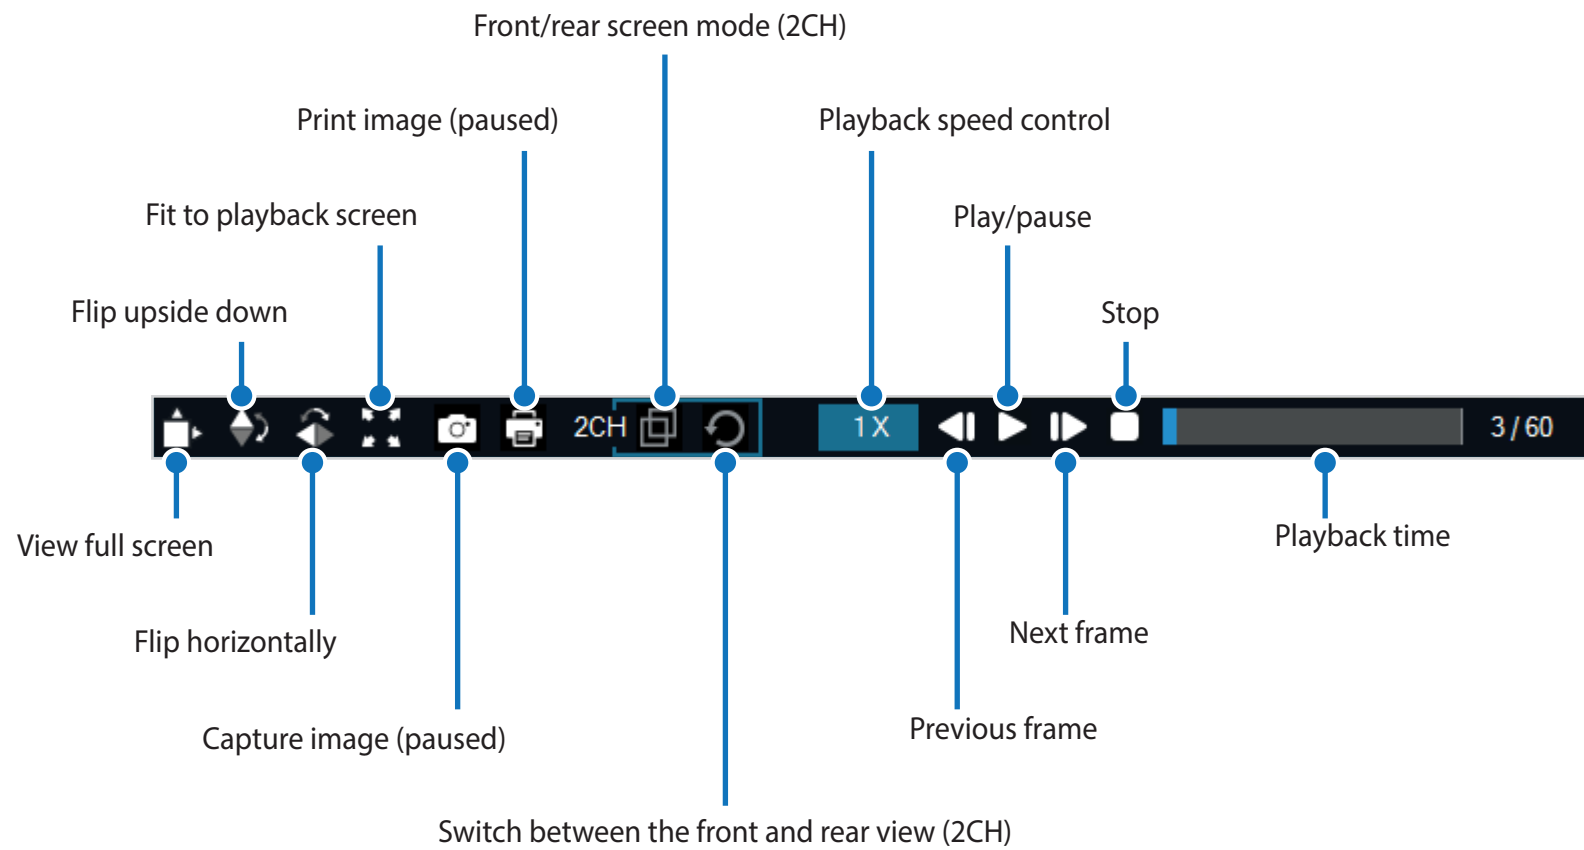 Front/rear screen mode (2CH)
Print image (paused)
Playback speed control
Fit to playback screen
Play/pause
Flip upside down
Stop
2CH
1X
3 / 60
View full screen
Playback time
Flip horizontally
Next frame
Capture image (paused)
Previous frame
Switch between the front and rear view (2CH)